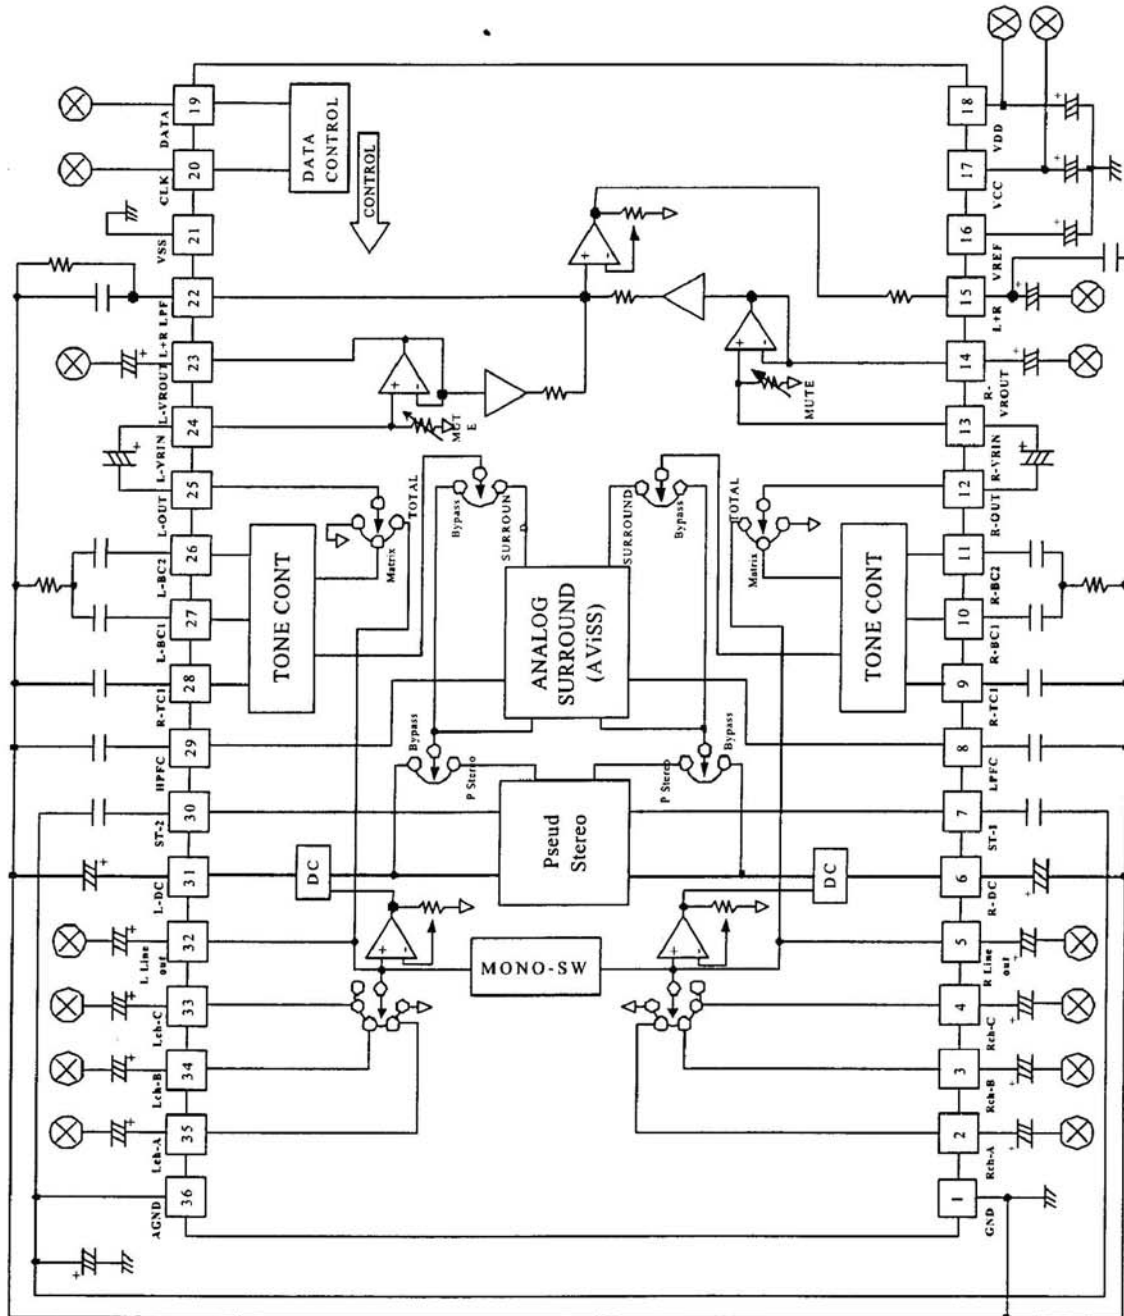 19
DATA
20
CLK
21
VSS
22
L+R LPF
23
L-VROUT
24
L-VRIN
25
L-OUT
26
L-BC2
27
L-BC1
28
R-TC1
29
HPFC
30
ST-2
31
L-DC
32
L Line
out
33
Lch-C
34
Lch-B
35
Lch-A
36
AGND
DATA
CONTROL
CONTROL
MUT
E
TOTAL
Matrix
TONE CONT
Bypass
SURROUN
D
SURROUND
Bypass
ANALOG
SURROUND
(AViSS)
Bypass
P Stereo
P Stereo
Bypass
Pseud
Stereo
DC
DC
MONO-SW
MUTE
TOTAL
Matrix
TONE CONT
+
-
18
VDD
17
VCC
16
VREF
15
L+R
14
R-
VROUT
13
R-VRIN
12
R-OUT
11
R-BC2
10
R-BC1
9
R-TC1
8
LPFC
7
ST-1
6
R-DC
5
R Line
out
4
Rch-C
3
Rch-B
2
Rch-A
1
GND